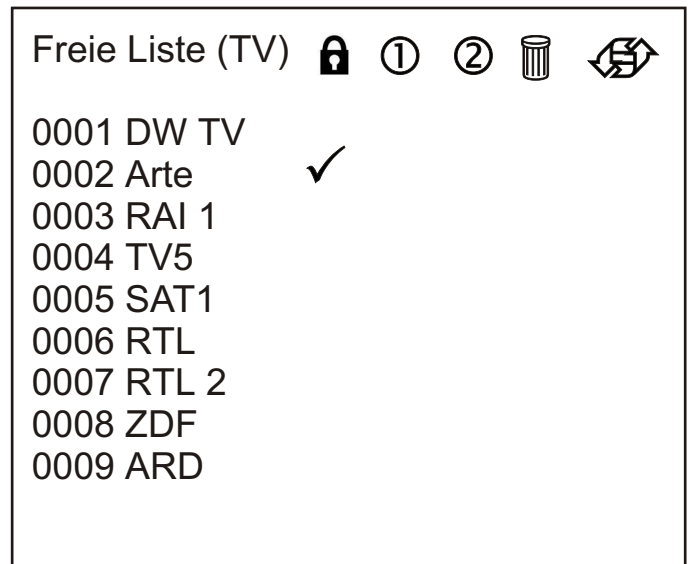 Freie Liste (TV) ① ②
0001 DW TV
0002 Arte ✓
0003 RAI 1
0004 TV5
0005 SAT1
0006 RTL
0007 RTL 2
0008 ZDF
0009 ARD